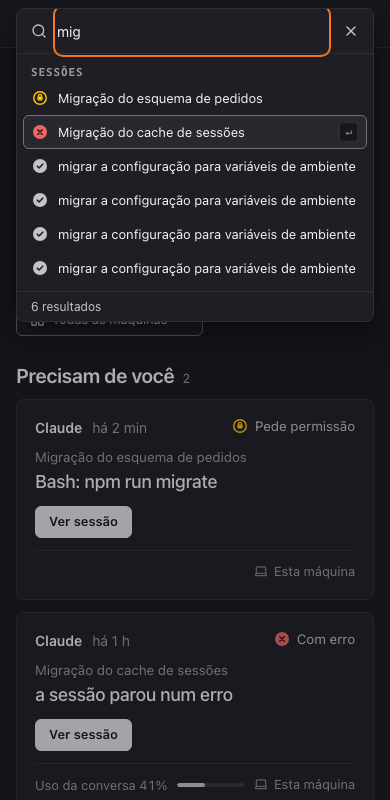 mig
SESSÕES
Migração do esquema de pedidos
Migração do cache de sessões
migrar a configuração para variáveis de ambiente
migrar a configuração para variáveis de ambiente
migrar a configuração para variáveis de ambiente
migrar a configuração para variáveis de ambiente
6 resultados
Todas as máquinas
Precisam de você 2
Claude há 2 min Pede permissão
Migração do esquema de pedidos
Bash: npm run migrate
Ver sessão
Esta máquina
Claude há 1 h Com erro
Migração do cache de sessões
a sessão parou num erro
Ver sessão
Uso da conversa 41% Esta máquina